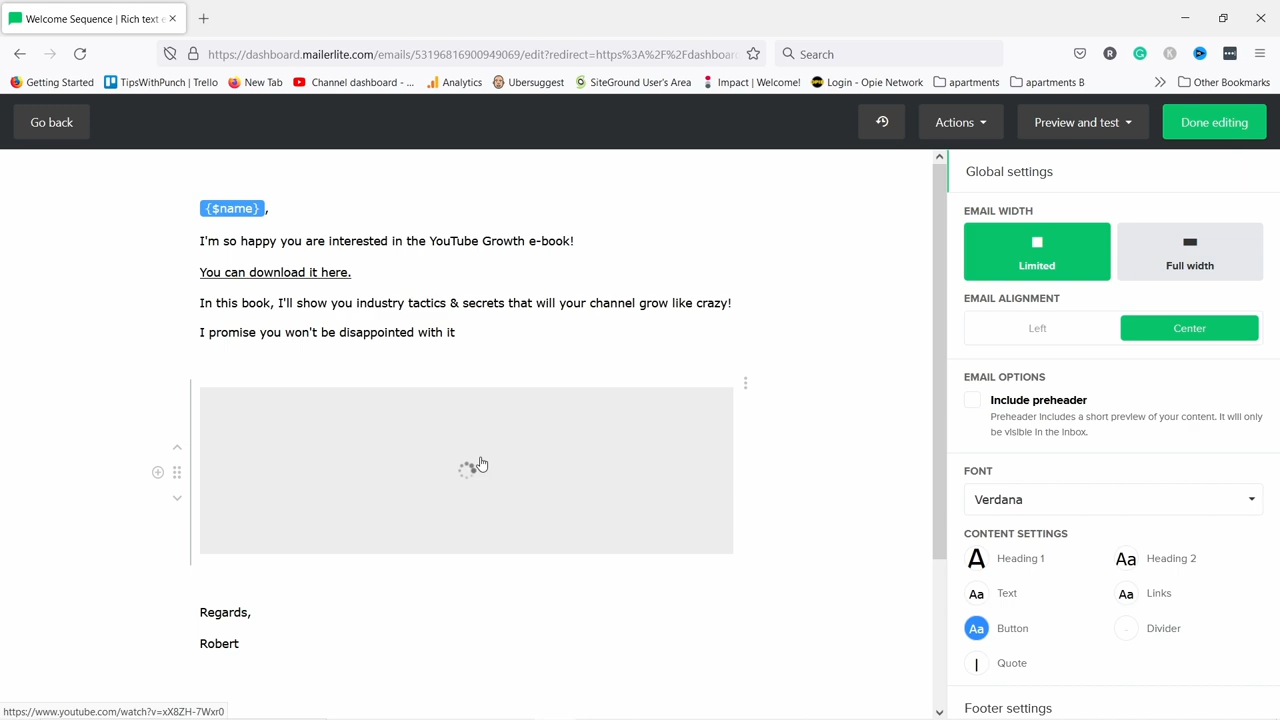 Welcome Sequence | Rich text e
https://dashboard.mailerlite.com/emails/53196816900949069/edit?redirect=https%3A%2F%2Fdashboar
Search
Getting Started
TipsWithPunch | Trello
New Tab
Channel dashboard - ...
Analytics
Ubersuggest
SiteGround User's Area
Impact | Welcome!
Login - Opie Network
apartments
apartments B
Other Bookmarks
Go back
Actions
Preview and test
Done editing
{$name},
I'm so happy you are interested in the YouTube Growth e-book!
You can download it here.
In this book, I'll show you industry tactics & secrets that will your channel grow like crazy!
I promise you won't be disappointed with it
Regards,
Robert
https://www.youtube.com/watch?v=xX8ZH-7Wxr0
Global settings
EMAIL WIDTH
Limited
Full width
EMAIL ALIGNMENT
Left
Center
EMAIL OPTIONS
Include preheader
Preheader includes a short preview of your content. It will only
be visible in the inbox.
FONT
Verdana
CONTENT SETTINGS
A Heading 1
Aa Heading 2
Aa Text
Aa Links
Aa Button
Divider
Quote
Footer settings